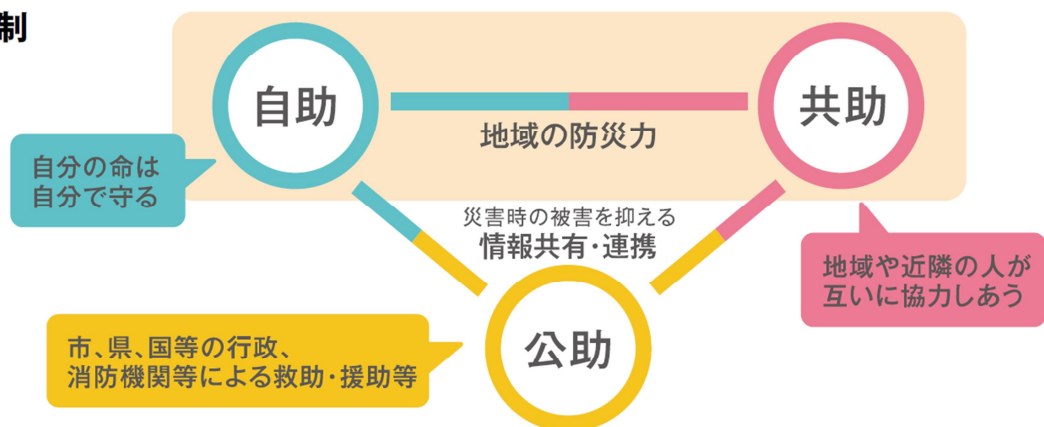 制
自助
共助
地域の防災力
自分の命は
自分で守る
災害時の被害を抑える
情報共有・連携
地域や近隣の人が
互いに協力しあう
公助
市、県、国等の行政、
消防機関等による救助・援助等